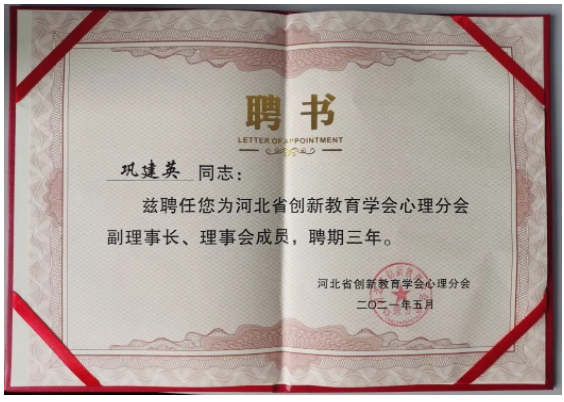 聘书
LETTER OF APPOINTMENT
巩建英 同志：
兹聘任您为河北省创新教育学会心理分会
副理事长、理事会成员，聘期三年。
河北省创新教育学会心理分会
二〇二一年五月